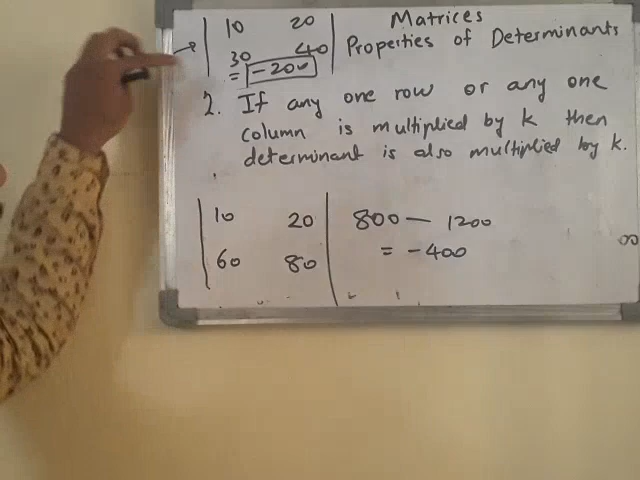 10 20 Matrices
30 40 Properties of Determinants
= -200
2. If any one row or any one
column is multiplied by k then
determinant is also multiplied by k.
10 20 800 - 1200
60 80 = -400